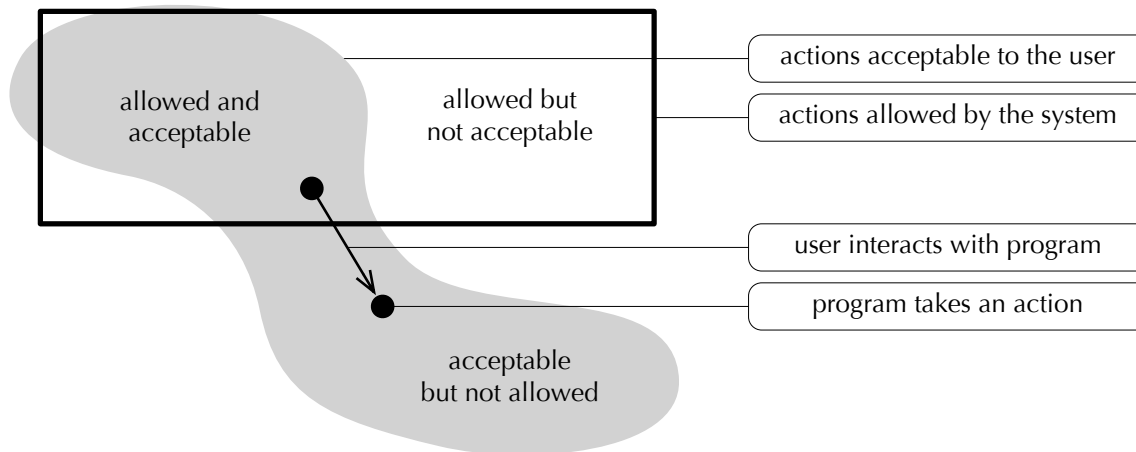 allowed and
acceptable
allowed but
not acceptable
actions acceptable to the user
actions allowed by the system
user interacts with program
program takes an action
acceptable
but not allowed